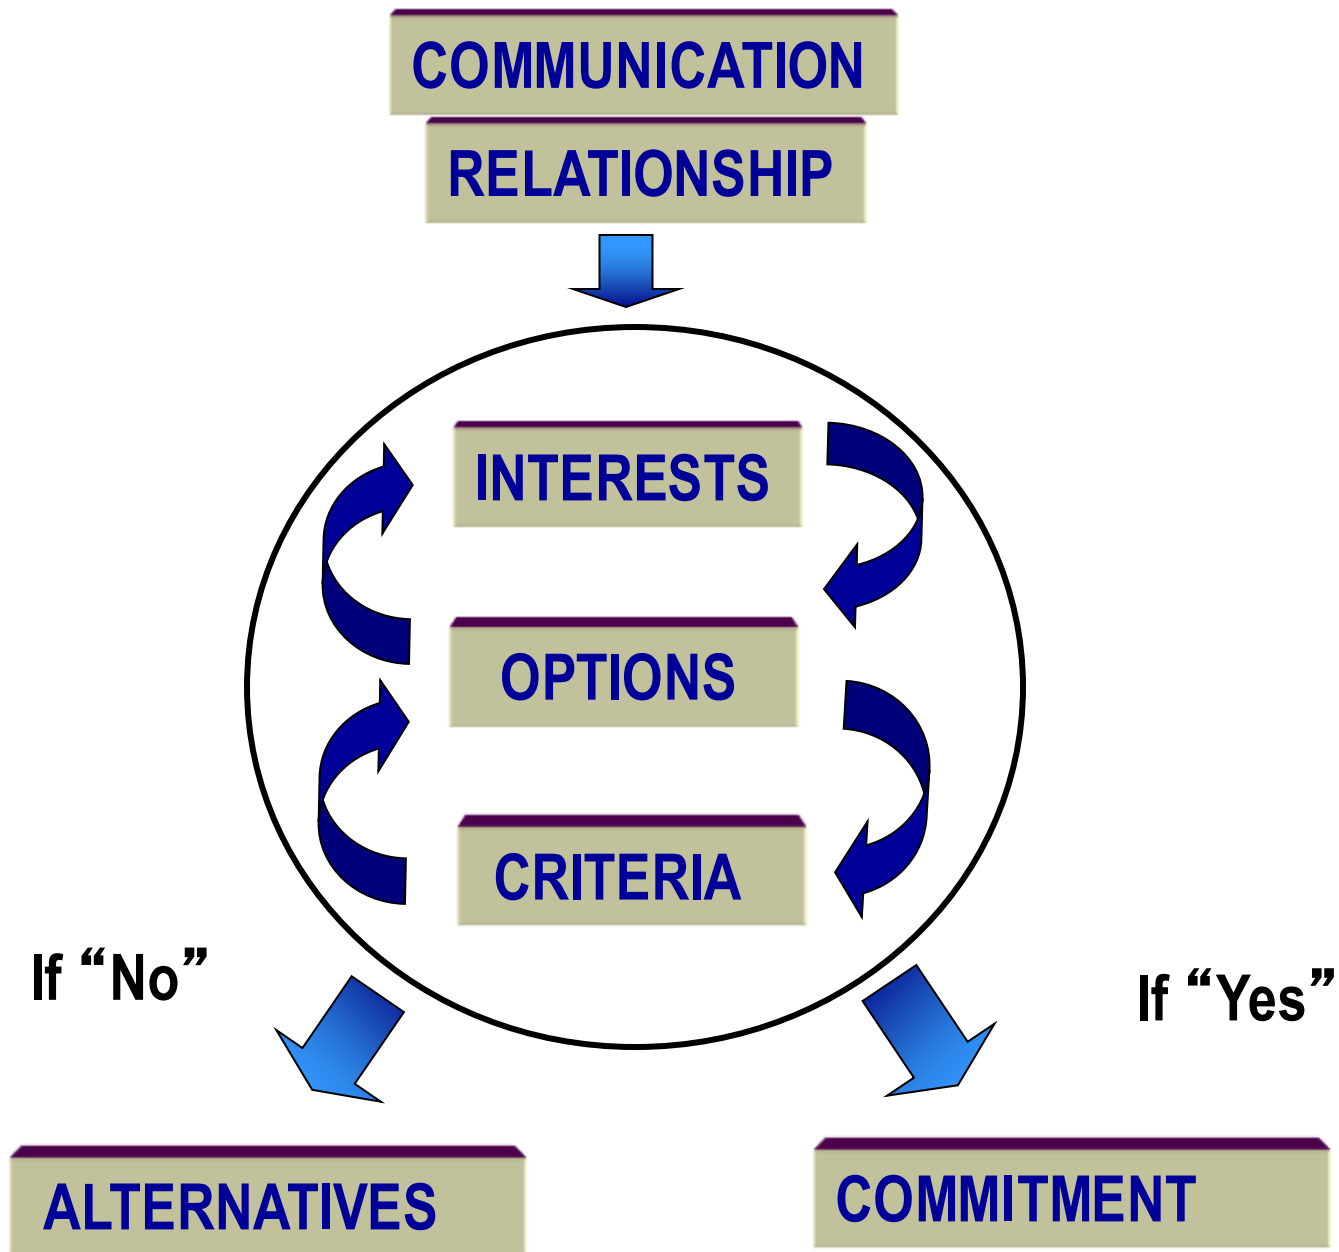 COMMUNICATION
RELATIONSHIP
INTERESTS
OPTIONS
CRITERIA
If “No”
If “Yes”
ALTERNATIVES
COMMITMENT